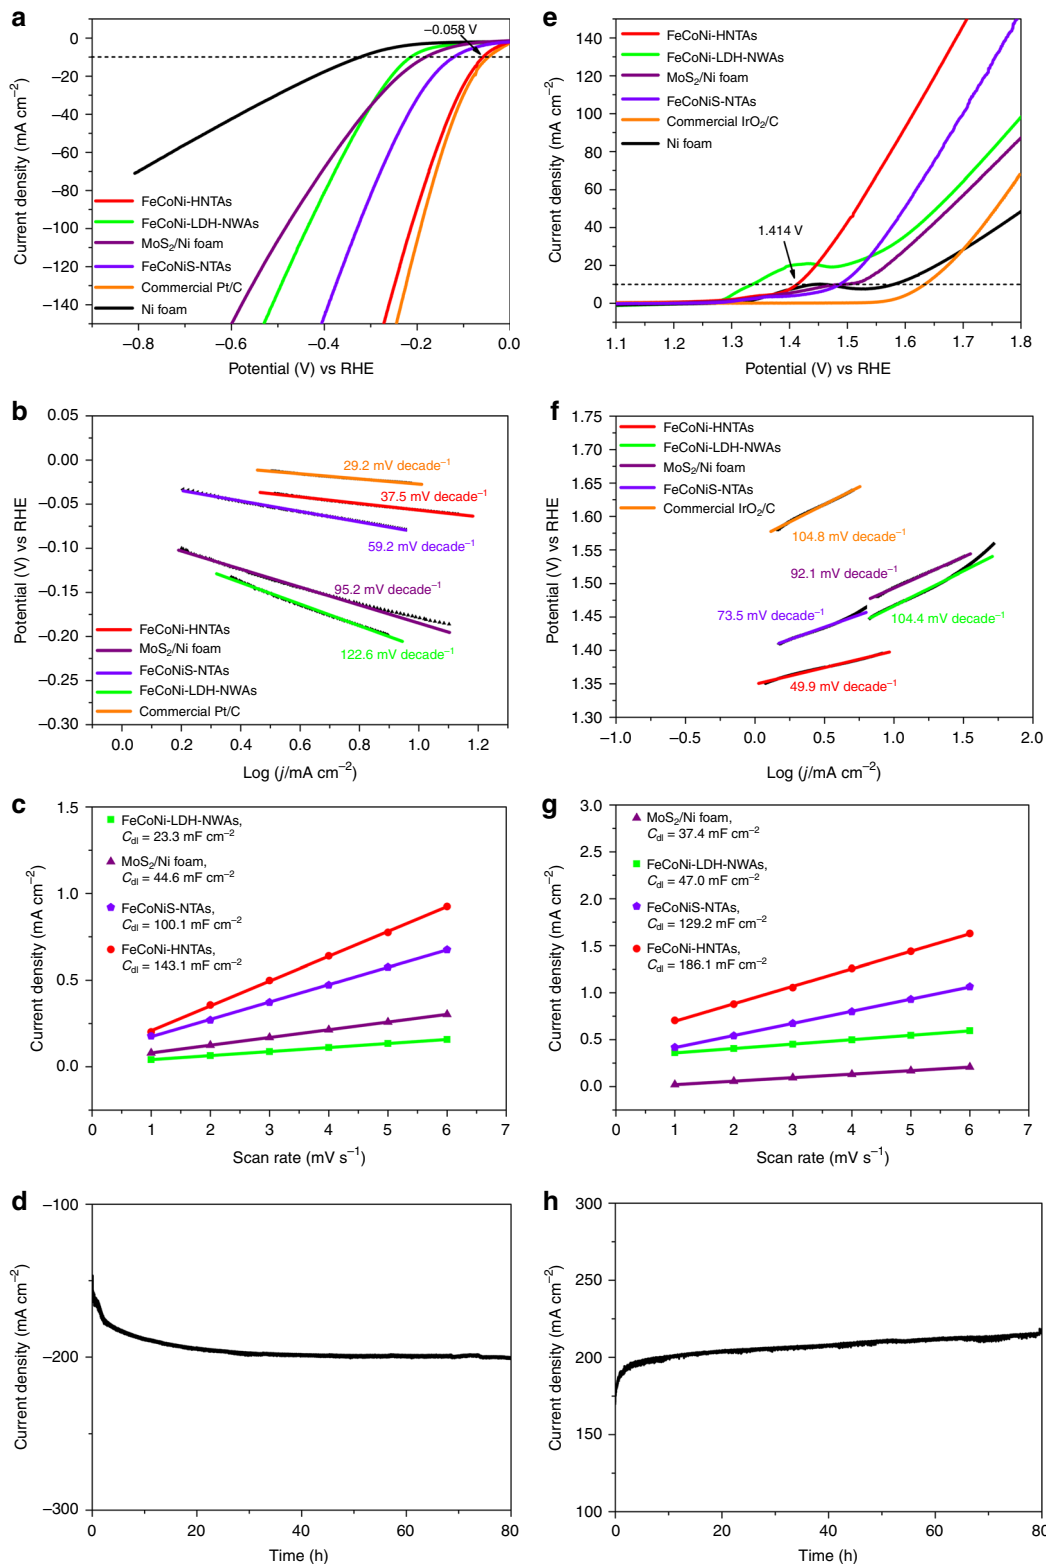 a
−0.058 V
0
−20
−40
−60
−80
−100
−120
−140
Current density (mA cm−2)
FeCoNi-HNTAs
FeCoNi-LDH-NWAs
MoS2/Ni foam
FeCoNiS-NTAs
Commercial Pt/C
Ni foam
−0.8 −0.6 −0.4 −0.2 0.0
Potential (V) vs RHE
e
140
120
100
80
60
40
20
0
Current density (mA cm−2)
FeCoNi-HNTAs
FeCoNi-LDH-NWAs
MoS2/Ni foam
FeCoNiS-NTAs
Commercial IrO2/C
Ni foam
1.414 V
1.1 1.2 1.3 1.4 1.5 1.6 1.7 1.8
Potential (V) vs RHE
b
0.05
0.00
−0.05
−0.10
−0.15
−0.20
−0.25
−0.30
Potential (V) vs RHE
29.2 mV decade−1
37.5 mV decade−1
59.2 mV decade−1
95.2 mV decade−1
122.6 mV decade−1
FeCoNi-HNTAs
MoS2/Ni foam
FeCoNiS-NTAs
FeCoNi-LDH-NWAs
Commercial Pt/C
0.0 0.2 0.4 0.6 0.8 1.0 1.2
Log (j/mA cm−2)
f
1.75
1.70
1.65
1.60
1.55
1.50
1.45
1.40
1.35
1.30
Potential (V) vs RHE
FeCoNi-HNTAs
FeCoNi-LDH-NWAs
MoS2/Ni foam
FeCoNiS-NTAs
Commercial IrO2/C
104.8 mV decade−1
92.1 mV decade−1
73.5 mV decade−1
104.4 mV decade−1
49.9 mV decade−1
−1.0 −0.5 0.0 0.5 1.0 1.5 2.0
Log (j/mA cm−2)
c
1.5
1.0
0.5
0.0
Current density (mA cm−2)
FeCoNi-LDH-NWAs,
Cdl = 23.3 mF cm−2
MoS2/Ni foam,
Cdl = 44.6 mF cm−2
FeCoNiS-NTAs,
Cdl = 100.1 mF cm−2
FeCoNi-HNTAs,
Cdl = 143.1 mF cm−2
0 1 2 3 4 5 6 7
Scan rate (mV s−1)
g
3.0
2.5
2.0
1.5
1.0
0.5
0.0
Current density (mA cm−2)
MoS2/Ni foam,
Cdl = 37.4 mF cm−2
FeCoNi-LDH-NWAs,
Cdl = 47.0 mF cm−2
FeCoNiS-NTAs,
Cdl = 129.2 mF cm−2
FeCoNi-HNTAs,
Cdl = 186.1 mF cm−2
0 1 2 3 4 5 6 7
Scan rate (mV s−1)
d
−100
−200
−300
Current density (mA cm−2)
0 20 40 60 80
Time (h)
h
300
250
200
150
100
Current density (mA cm−2)
0 20 40 60 80
Time (h)